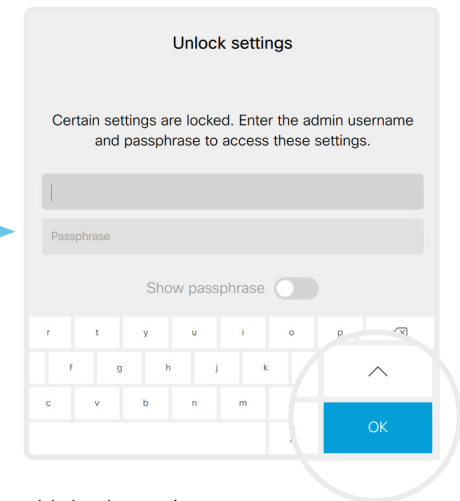 Unlock settings
Certain settings are locked. Enter the admin username
and passphrase to access these settings.
Passphrase
Show passphrase
r t y u i o p
f g h j k
c v b n m
OK